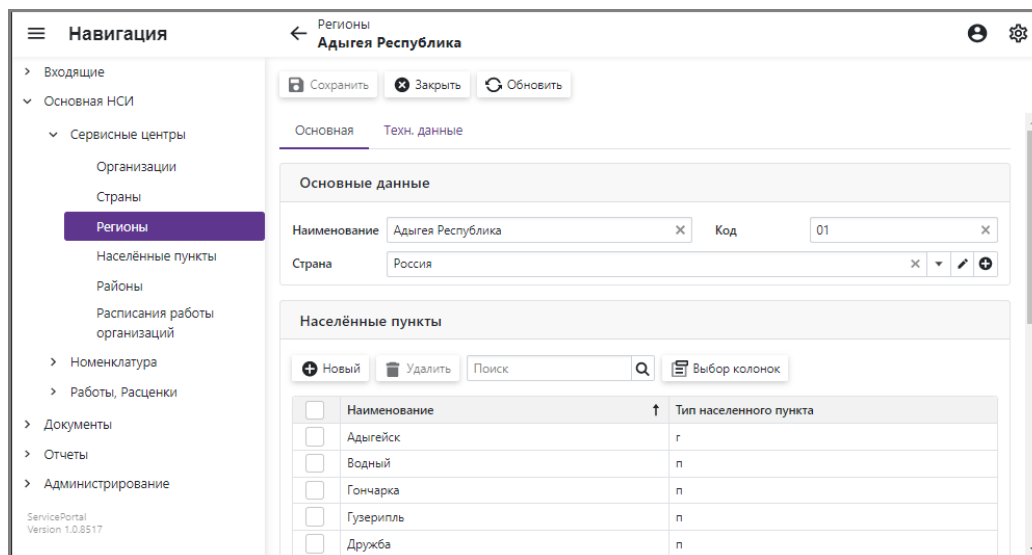 Навигация
Входящие
Основная НСИ
Сервисные центры
Организации
Страны
Регионы
Населённые пункты
Районы
Расписания работы
организаций
Номенклатура
Работы, Расценки
Документы
Отчеты
Администрирование
ServicePortal
Version 1.0.8517
Регионы
Адыгея Республика
Сохранить Закрыть Обновить
Основная Техн. данные
Основные данные
Наименование Адыгея Республика Код 01
Страна Россия
Населённые пункты
Новый Удалить Поиск Выбор колонок
Наименование Тип населенного пункта
Адыгейск г
Водный п
Гончарка п
Гузерипль п
Дружба п